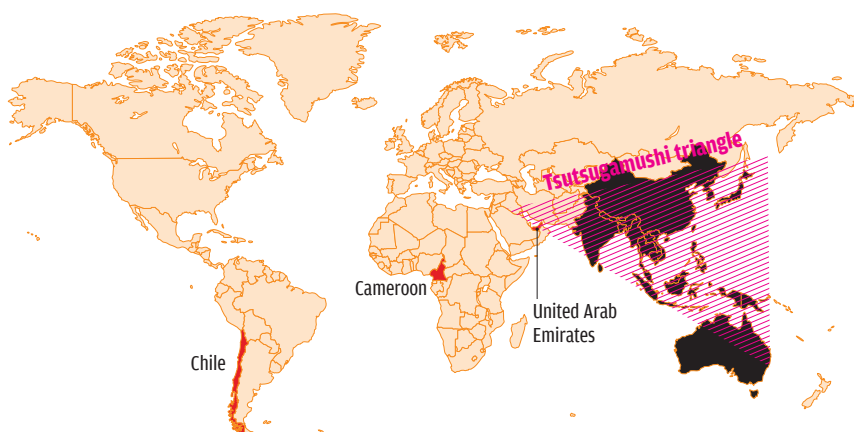 Tsutsugamushi triangle
Cameroon
United Arab
Emirates
Chile